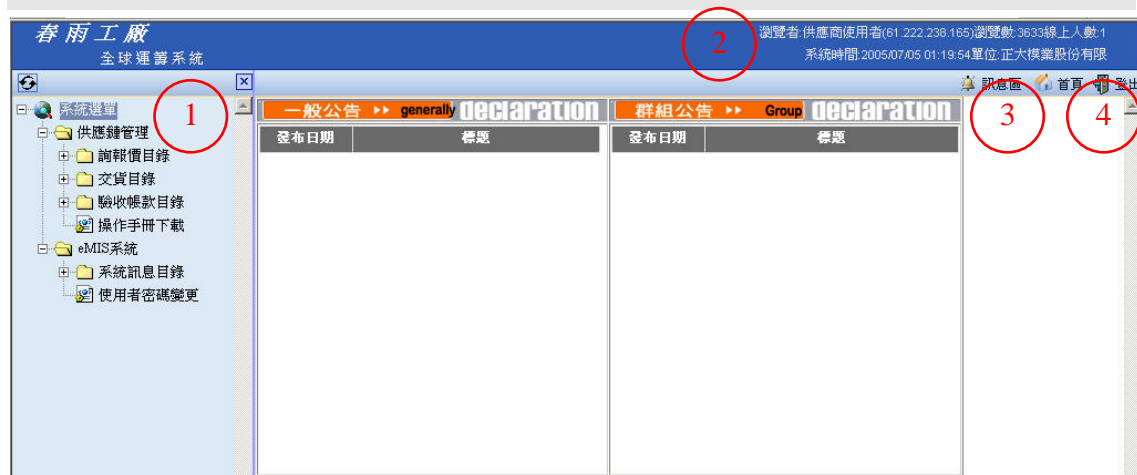 春雨工廠
全球運籌系統
2
瀏覽者:供應商使用者(61.222.238.165)瀏覽數:3633線上人數:1
系統時間:2005/07/05 01:19:54單位:正大模業股份有限
訊息區 首頁 登出
1
3
4
系統選單
供應鏈管理
詢報價目錄
交貨目錄
驗收帳款目錄
操作手冊下載
eMIS系統
系統訊息目錄
使用者密碼變更
一般公告 generally declaration
發布日期 標題
群組公告 Group declaration
發布日期 標題